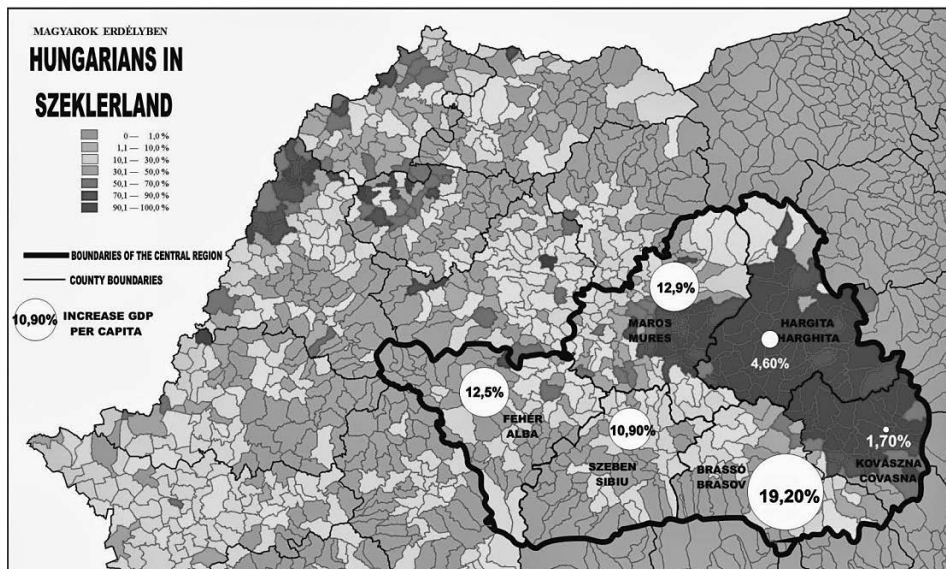 MAGYAROK ERDÉLYBEN
HUNGARIANS IN
SZEKLERLAND
0 — 1,0 %
1,1 — 10,0 %
10,1 — 30,0 %
30,1 — 50,0 %
50,1 — 70,0 %
70,1 — 90,0 %
90,1 — 100,0 %
BOUNDARIES OF THE CENTRAL REGION
COUNTY BOUNDARIES
10,90%
INCREASE GDP
PER CAPITA
12,9%
MAROS
MURES
HARGITA
HARGHITA
4,60%
12,5%
FEHÉR
ALBA
10,90%
SZEBEN
SIBIU
BRASSÓ
BRASOV
19,20%
1,70%
KOVÁSZNA
COVASNA